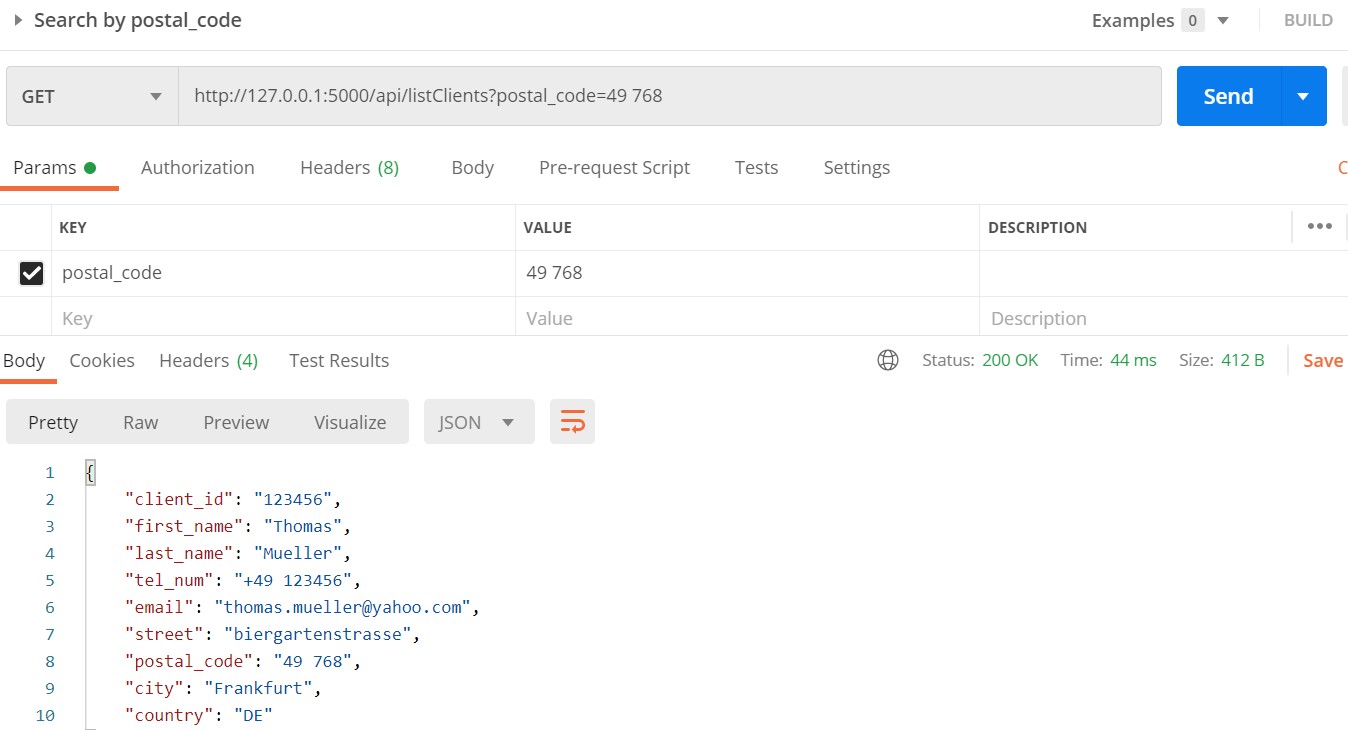 Search by postal_code Examples 0 BUILD
GET http://127.0.0.1:5000/api/listClients?postal_code=49 768 Send
Params Authorization Headers (8) Body Pre-request Script Tests Settings
KEY VALUE DESCRIPTION
postal_code 49 768
Key Value Description
Body Cookies Headers (4) Test Results Status: 200 OK Time: 44 ms Size: 412 B Save
Pretty Raw Preview Visualize JSON
1 {
2 "client_id": "123456",
3 "first_name": "Thomas",
4 "last_name": "Mueller",
5 "tel_num": "+49 123456",
6 "email": "thomas.mueller@yahoo.com",
7 "street": "biergartenstrasse",
8 "postal_code": "49 768",
9 "city": "Frankfurt",
10 "country": "DE"